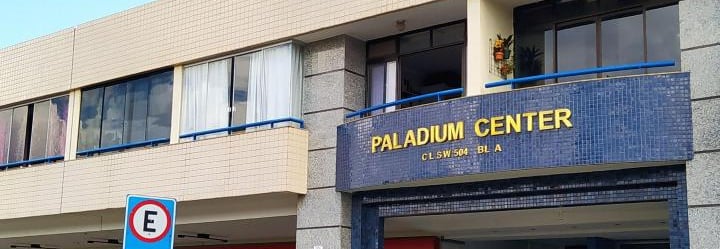 PALADIUM CENTER
CLSW 504 BL A
E